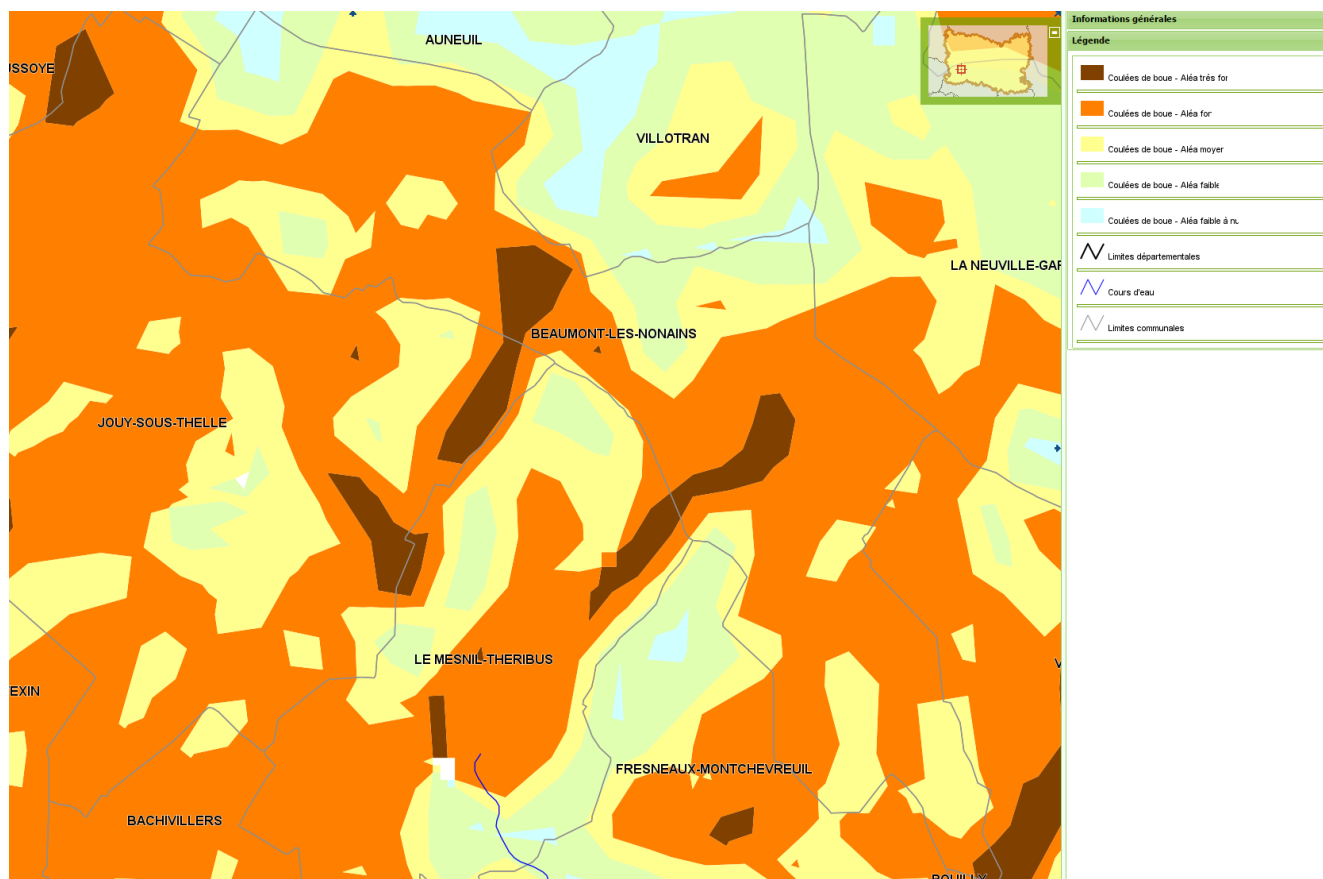 Informations générales
Légende
Coulées de boue - Aléa trés for
Coulées de boue - Aléa for
Coulées de boue - Aléa moyer
Coulées de boue - Aléa faible
Coulées de boue - Aléa faible à nu
Limites départementales
Cours d'eau
Limites communales
AUNEUIL
USSOYE
VILLOTRAN
LA NEUVILLE-GAR
BEAUMONT-LES-NONAINS
JOUY-SOUS-THELLE
LE MESNIL-THERIBUS
EXIN
FRESNEAUX-MONTCHEVREUIL
BACHIVILLERS